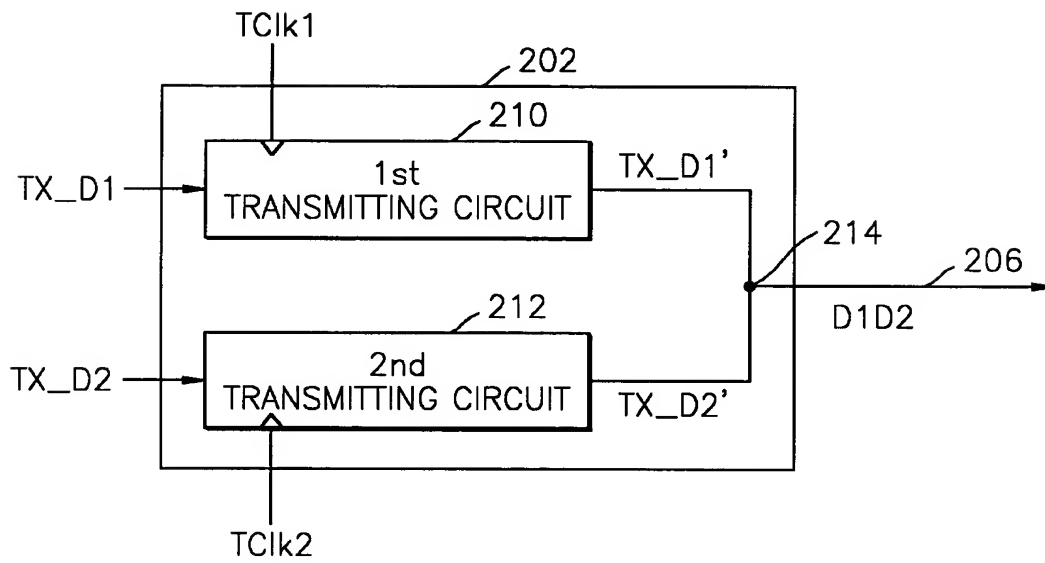 TClk1
202
210
TX_D1
1st
TRANSMITTING CIRCUIT
TX_D1’
214
206
D1D2
212
TX_D2
2nd
TRANSMITTING CIRCUIT
TX_D2’
TClk2